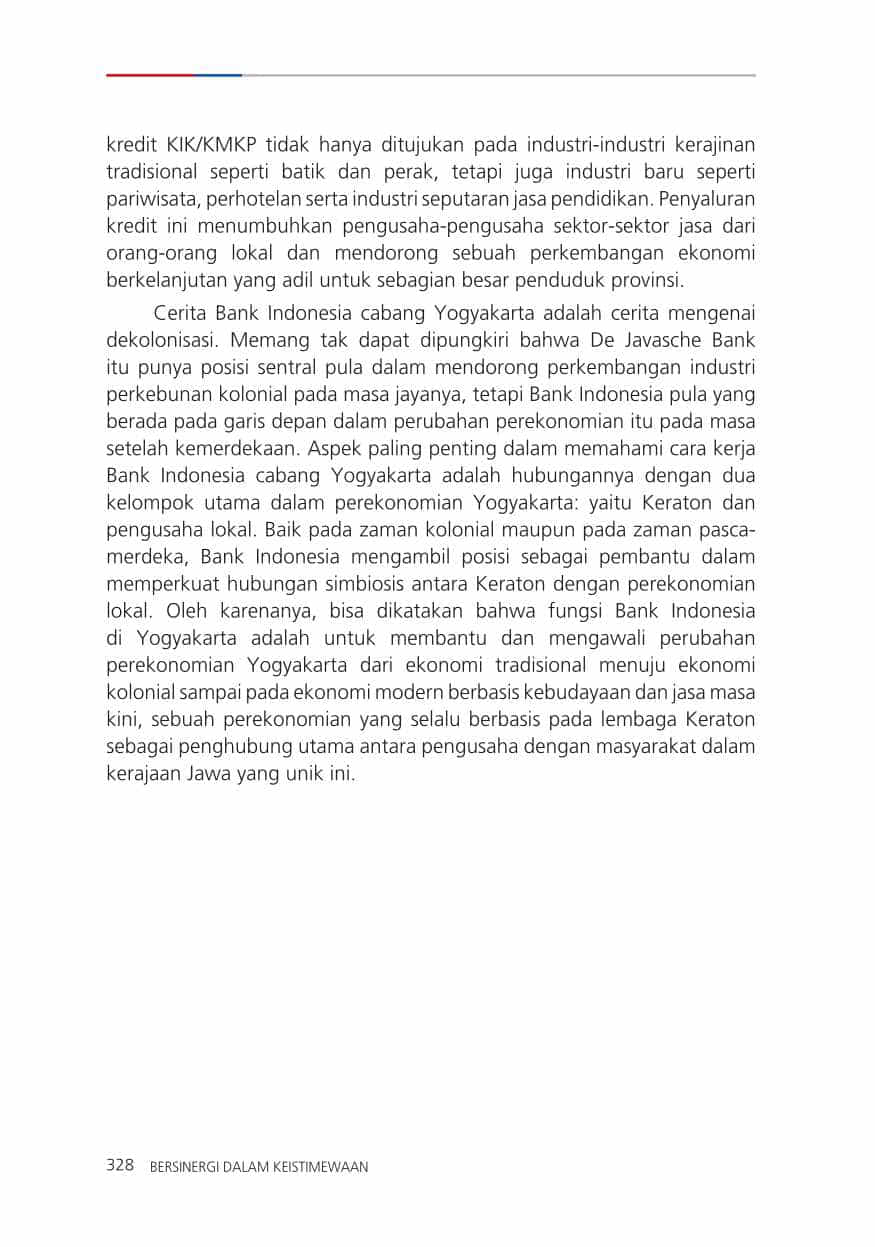 kredit KIK/KMKP tidak hanya ditujukan pada industri-industri kerajinan
tradisional seperti batik dan perak, tetapi juga industri baru seperti
pariwisata, perhotelan serta industri seputaran jasa pendidikan. Penyaluran
kredit ini menumbuhkan pengusaha-pengusaha sektor-sektor jasa dari
orang-orang lokal dan mendorong sebuah perkembangan ekonomi
berkelanjutan yang adil untuk sebagian besar penduduk provinsi.
Cerita Bank Indonesia cabang Yogyakarta adalah cerita mengenai
dekolonisasi. Memang tak dapat dipungkiri bahwa De Javasche Bank
itu punya posisi sentral pula dalam mendorong perkembangan industri
perkebunan kolonial pada masa jayanya, tetapi Bank Indonesia pula yang
berada pada garis depan dalam perubahan perekonomian itu pada masa
setelah kemerdekaan. Aspek paling penting dalam memahami cara kerja
Bank Indonesia cabang Yogyakarta adalah hubungannya dengan dua
kelompok utama dalam perekonomian Yogyakarta: yaitu Keraton dan
pengusaha lokal. Baik pada zaman kolonial maupun pada zaman pasca-
merdeka, Bank Indonesia mengambil posisi sebagai pembantu dalam
memperkuat hubungan simbiosis antara Keraton dengan perekonomian
lokal. Oleh karenanya, bisa dikatakan bahwa fungsi Bank Indonesia
di Yogyakarta adalah untuk membantu dan mengawali perubahan
perekonomian Yogyakarta dari ekonomi tradisional menuju ekonomi
kolonial sampai pada ekonomi modern berbasis kebudayaan dan jasa masa
kini, sebuah perekonomian yang selalu berbasis pada lembaga Keraton
sebagai penghubung utama antara pengusaha dengan masyarakat dalam
kerajaan Jawa yang unik ini.
328 BERSINERGI DALAM KEISTIMEWAAN